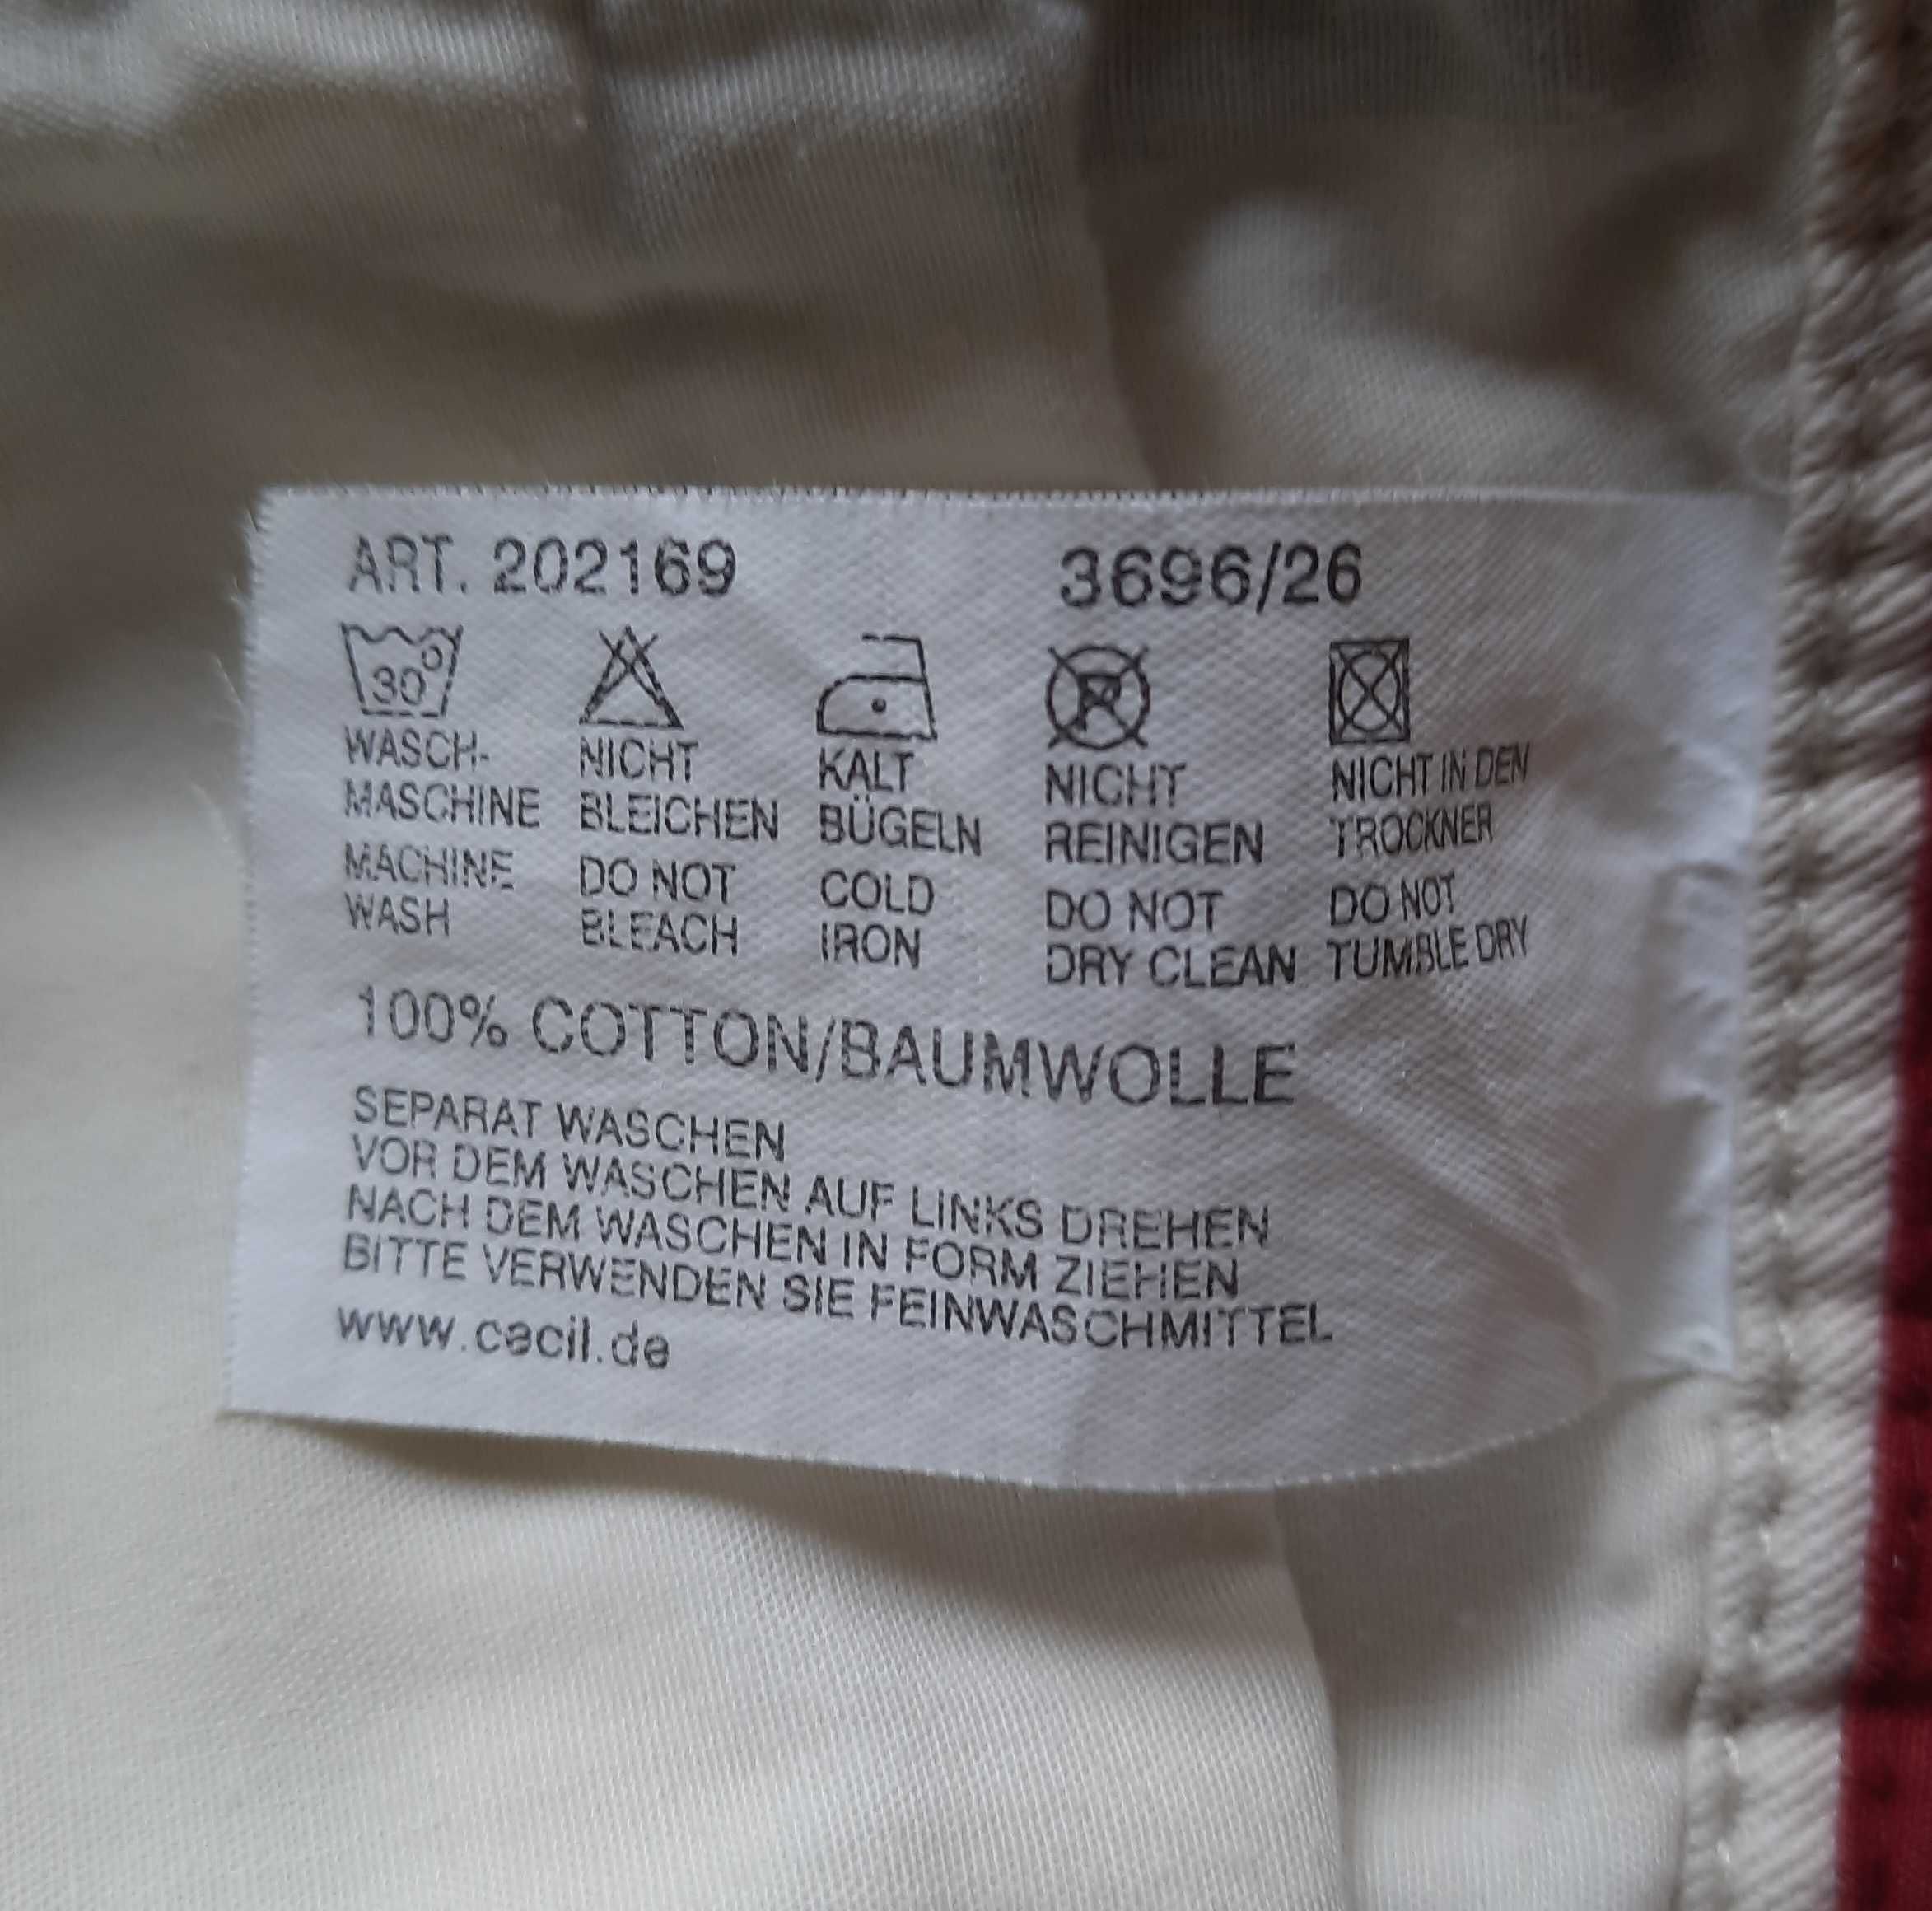 ART. 202169 3696/26
30°
WASCH- NICHT KALT NICHT NICHT IN DEN
MASCHINE BLEICHEN BÜGELN REINIGEN TROCKNER
MACHINE DO NOT COLD DO NOT DO NOT
WASH BLEACH IRON DRY CLEAN TUMBLE DRY
100% COTTON/BAUMWOLLE
SEPARAT WASCHEN
VOR DEM WASCHEN AUF LINKS DREHEN
NACH DEM WASCHEN IN FORM ZIEHEN
BITTE VERWENDEN SIE FEINWASCHMITTEL
www.cecil.de